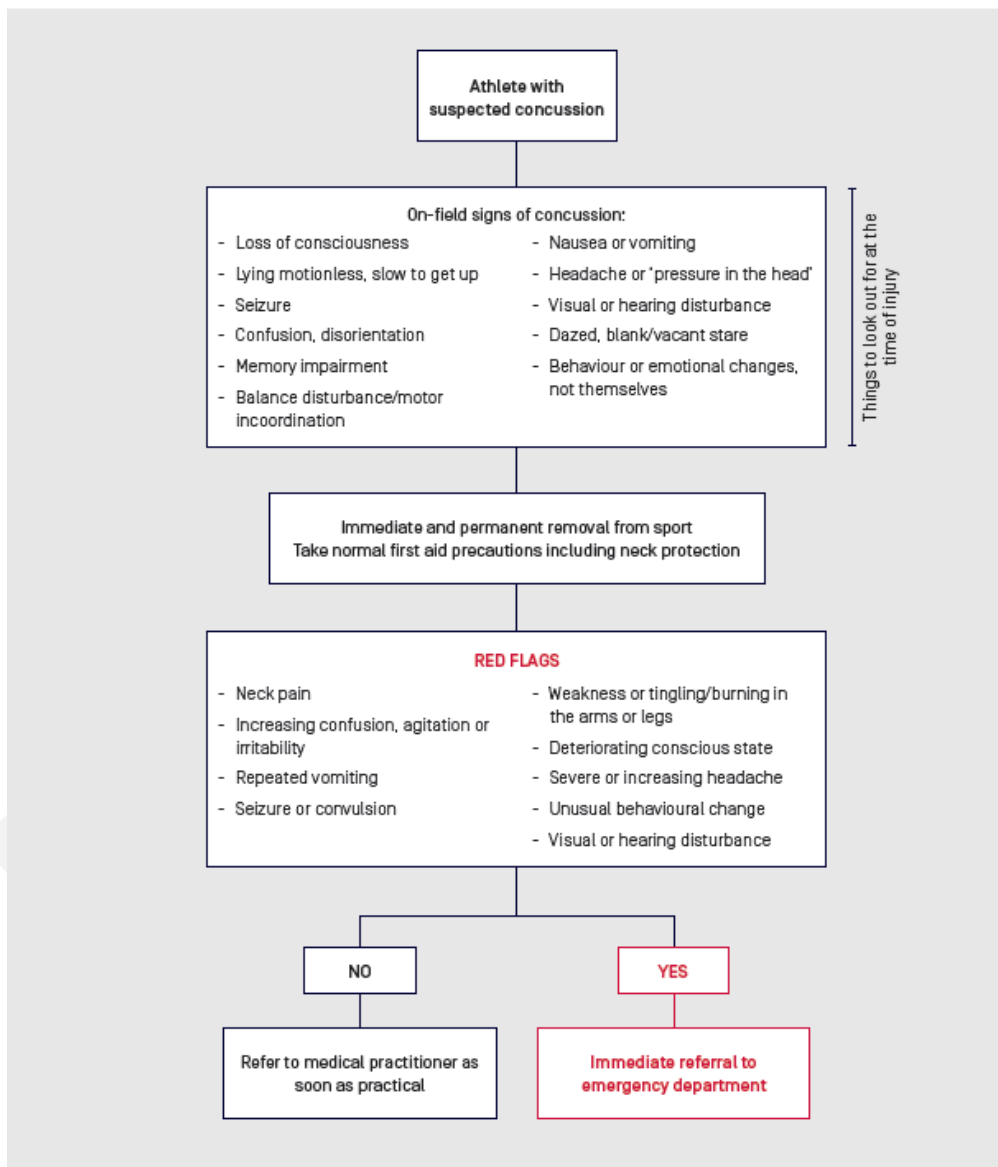 Athlete with
suspected concussion
On-field signs of concussion:
- Loss of consciousness
- Lying motionless, slow to get up
- Seizure
- Confusion, disorientation
- Memory impairment
- Balance disturbance/motor
incoordination
- Nausea or vomiting
- Headache or ‘pressure in the head’
- Visual or hearing disturbance
- Dazed, blank/vacant stare
- Behaviour or emotional changes,
not themselves
Things to look out for at the
time of injury
Immediate and permanent removal from sport
Take normal first aid precautions including neck protection
RED FLAGS
- Neck pain
- Increasing confusion, agitation or
irritability
- Repeated vomiting
- Seizure or convulsion
- Weakness or tingling/burning in
the arms or legs
- Deteriorating conscious state
- Severe or increasing headache
- Unusual behavioural change
- Visual or hearing disturbance
NO
YES
Refer to medical practitioner as
soon as practical
Immediate referral to
emergency department